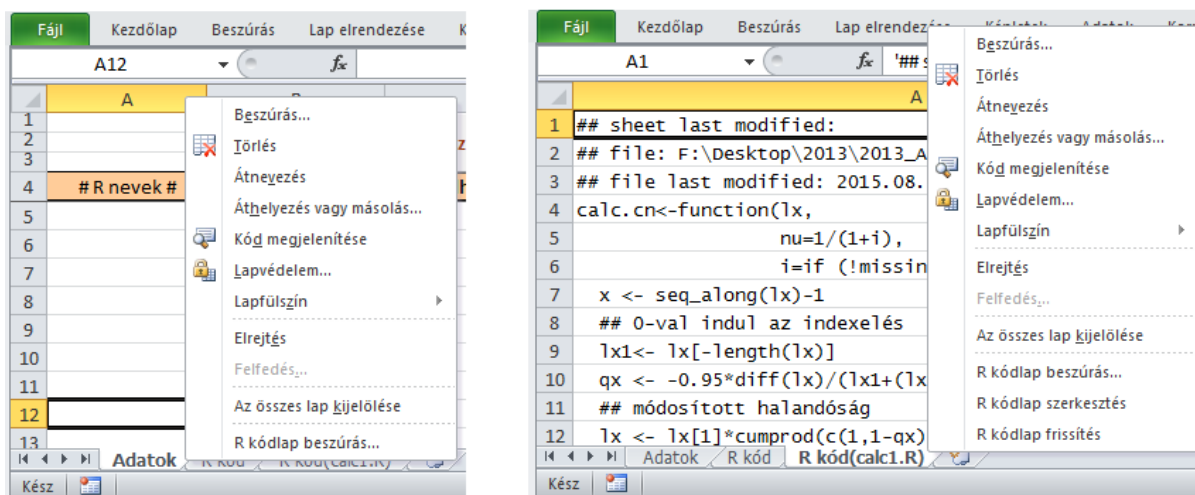 Fájl Kezdőlap Beszúrás Lap elrendezése
A12 fx
A
1
2
3
4 # R nevek #
5
6
7
8
9
10
11
12
13
Beszúrás...
Törlés
Átnevezés
Áthelyezés vagy másolás...
Kód megjelenítése
Lapvédelem...
Lapfülszín
Elrejtés
Felfedés...
Az összes lap kijelölése
R kódlap beszúrás...
Adatok R kód R kód(calc1.R)
Kész
Fájl Kezdőlap Beszúrás Lap elrendezése Képletek Adatok
A1 fx '## s
A
1 ## sheet last modified:
2 ## file: F:\Desktop\2013\2013_A
3 ## file last modified: 2015.08.
4 calc.cn<-function(lx,
5 nu=1/(1+i),
6 i=if (!missin
7 x <- seq_along(lx)-1
8 ## 0-val indul az indexelés
9 lx1<- lx[-length(lx)]
10 qx <- -0.95*diff(lx)/(lx1+(lx
11 ## módosított halandóság
12 lx <- lx[1]*cumprod(c(1,1-qx)
Beszúrás...
Törlés
Átnevezés
Áthelyezés vagy másolás...
Kód megjelenítése
Lapvédelem...
Lapfülszín
Elrejtés
Felfedés...
Az összes lap kijelölése
R kódlap beszúrás...
R kódlap szerkesztés
R kódlap frissítés
Adatok R kód R kód(calc1.R)
Kész